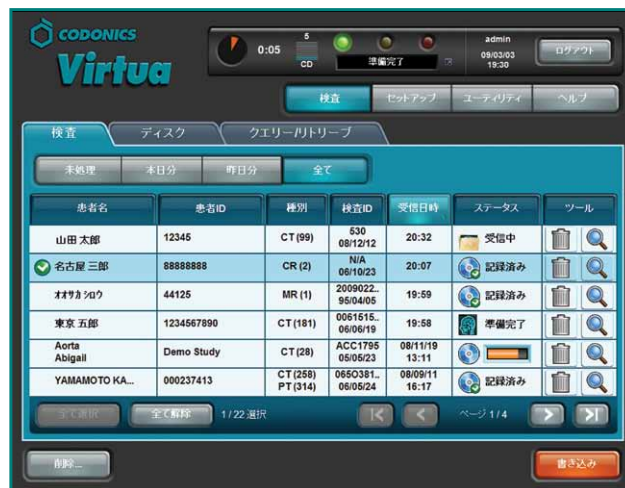 CODONICS
Virtua
0:05
5
CD
準備完了
admin
09/03/03
19:30
ログアウト
検査 セットアップ ユーティリティ ヘルプ
検査 ディスク クエリー/リトリーブ
未処理 本日分 昨日分 全て
患者名 患者ID 種別 検査ID 受信日時 ステータス ツール
山田 太郎 12345 CT (99) 530 08/12/12 20:32 受信中
名古屋 三郎 88888888 CR (2) N/A 06/10/23 20:07 記録済み
オオサカ シロウ 44125 MR (1) 2009022.. 95/04/05 19:59 記録済み
東京 五郎 1234567890 CT (181) 0061515.. 06/06/19 19:58 準備完了
Aorta Abigail Demo Study CT (28) ACC1795 05/05/23 08/11/19 13:11
YAMAMOTO KA... 000237413 CT (258) PT (314) 0650381.. 06/05/24 08/09/11 16:17 記録済み
全て選択 全て解除 1/22 選択 ページ 1/4
削除... 書き込み